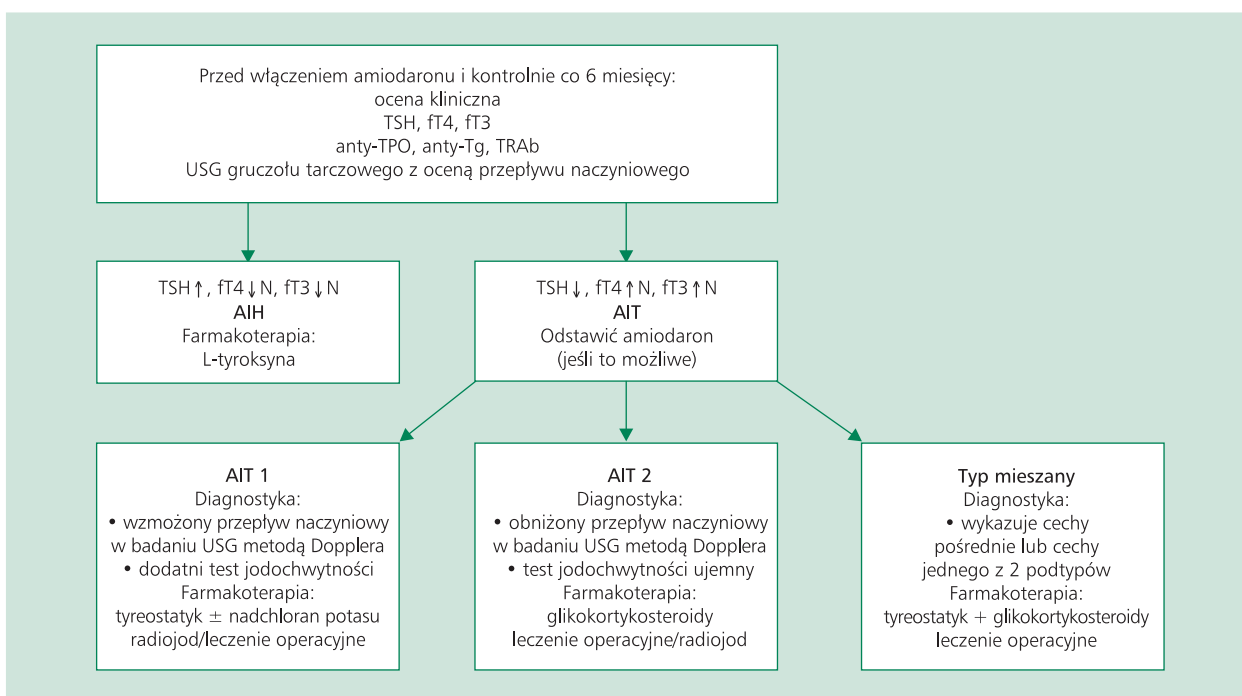 Przed włączeniem amiodaronu i kontrolnie co 6 miesięcy:
ocena kliniczna
TSH, fT4, fT3
anty-TPO, anty-Tg, TRAb
USG gruczołu tarczowego z oceną przepływu naczyniowego
TSH↑, fT4↓N, fT3↓N
AIH
Farmakoterapia:
L-tyroksyna
TSH↓, fT4↑N, fT3↑N
AIT
Odstawić amiodaron
(jeśli to możliwe)
AIT 1
Diagnostyka:
• wzmożony przepływ naczyniowy
w badaniu USG metodą Dopplera
• dodatni test jodochwytności
Farmakoterapia:
tyreostatyk ± nadchloran potasu
radiojod/leczenie operacyjne
AIT 2
Diagnostyka:
• obniżony przepływ naczyniowy
w badaniu USG metodą Dopplera
• test jodochwytności ujemny
Farmakoterapia:
glikokortykosteroidy
leczenie operacyjne/radiojod
Typ mieszany
Diagnostyka:
• wykazuje cechy
pośrednie lub cechy
jednego z 2 podtypów
Farmakoterapia:
tyreostatyk + glikokortykosteroidy
leczenie operacyjne